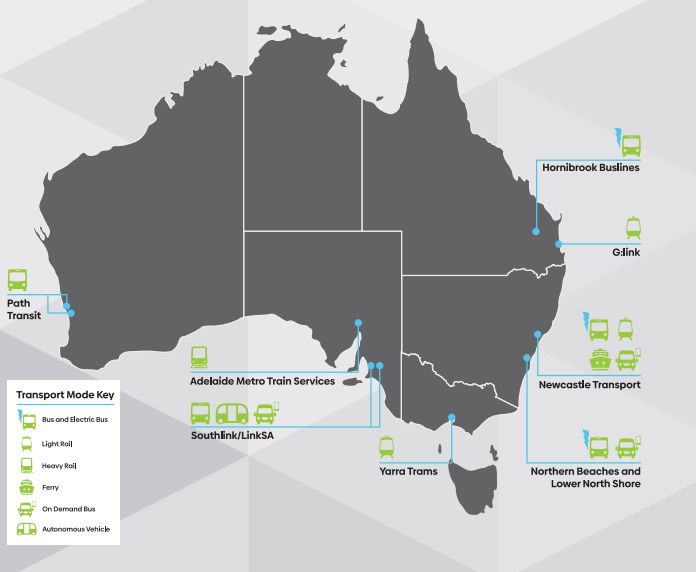 Hornibrook Buslines
G:link
Path
Transit
Adelaide Metro Train Services
Newcastle Transport
Transport Mode Key
Bus and Electric Bus
Light Rail
Heavy Rail
Ferry
On Demand Bus
Autonomous Vehicle
Southlink/LinkSA
Yarra Trams
Northern Beaches and
Lower North Shore